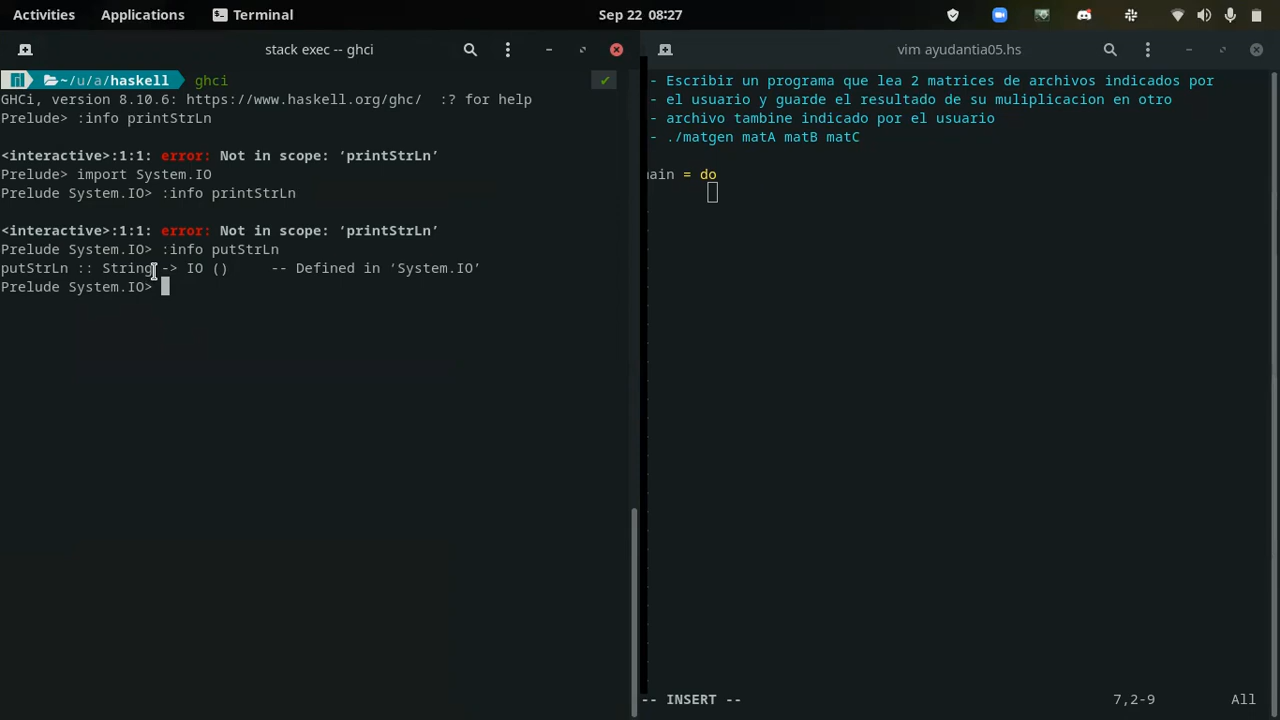 Activities Applications Terminal Sep 22 08:27
stack exec -- ghci
~/u/a/haskell ghci ✔
GHCi, version 8.10.6: https://www.haskell.org/ghc/  :? for help
Prelude> :info printStrLn
<interactive>:1:1: error: Not in scope: ‘printStrLn’
Prelude> import System.IO
Prelude System.IO> :info printStrLn
<interactive>:1:1: error: Not in scope: ‘printStrLn’
Prelude System.IO> :info putStrLn
putStrLn :: String -> IO ()     -- Defined in ‘System.IO’
Prelude System.IO>
vim ayudantia05.hs
- Escribir un programa que lea 2 matrices de archivos indicados por
- el usuario y guarde el resultado de su muliplicacion en otro
- archivo tambine indicado por el usuario
- ./matgen matA matB matC
main = do
-- INSERT -- 7,2-9 All